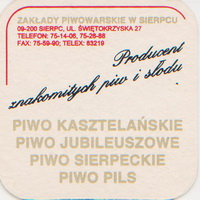 ZAKŁADY PIWOWARSKIE W SIERPCU
09-200 SIERPC, UL. ŚWIĘTOKRZYSKA 27
TELEFON: 75-14-06, 75-28-88
FAX: 75-59-90; TELEX: 83219
Producent
znakomitych piw i słodu
PIWO KASZTELAŃSKIE
PIWO JUBILEUSZOWE
PIWO SIERPECKIE
PIWO PILS